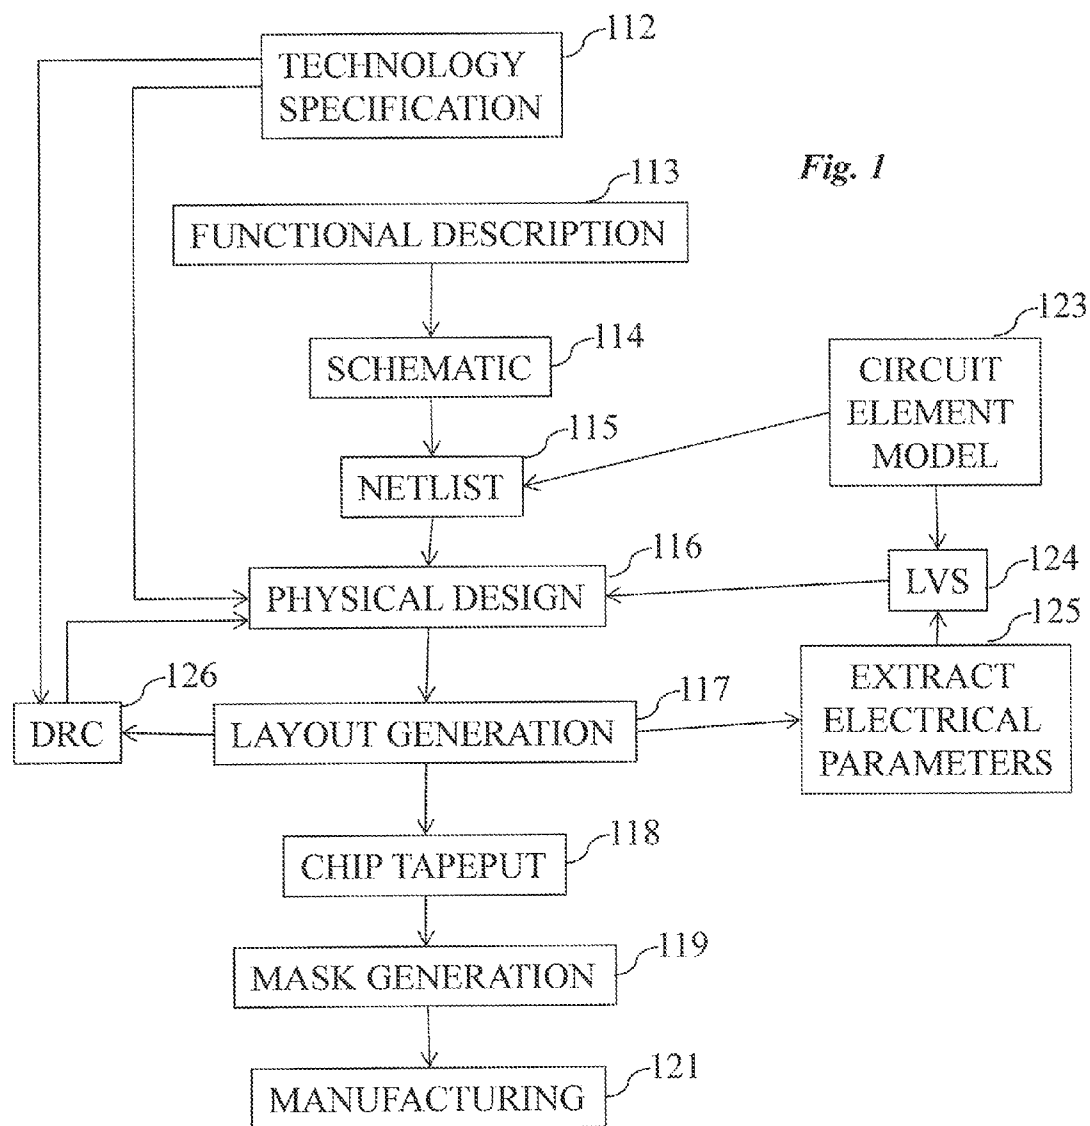 112
TECHNOLOGY
SPECIFICATION
Fig. 1
113
FUNCTIONAL DESCRIPTION
114
SCHEMATIC
123
CIRCUIT
ELEMENT
MODEL
115
NETLIST
116
PHYSICAL DESIGN
LVS
124
125
EXTRACT
ELECTRICAL
PARAMETERS
126
DRC
117
LAYOUT GENERATION
118
CHIP TAPEPUT
119
MASK GENERATION
121
MANUFACTURING